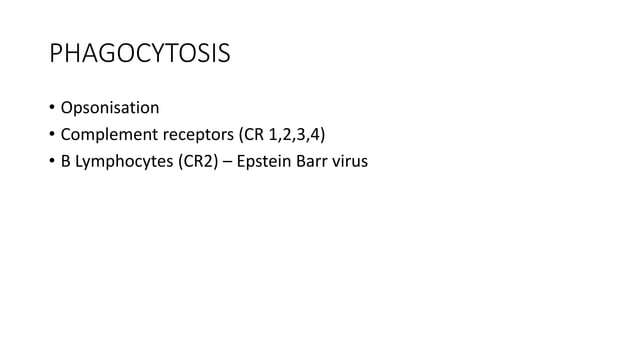 PHAGOCYTOSIS
• Opsonisation
• Complement receptors (CR 1,2,3,4)
• B Lymphocytes (CR2) – Epstein Barr virus